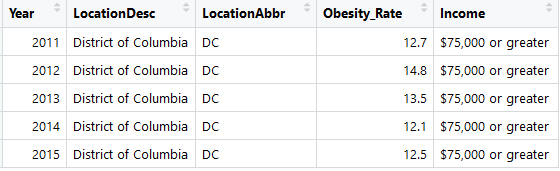 Year LocationDesc LocationAbbr Obesity_Rate Income
2011 District of Columbia DC 12.7 $75,000 or greater
2012 District of Columbia DC 14.8 $75,000 or greater
2013 District of Columbia DC 13.5 $75,000 or greater
2014 District of Columbia DC 12.1 $75,000 or greater
2015 District of Columbia DC 12.5 $75,000 or greater